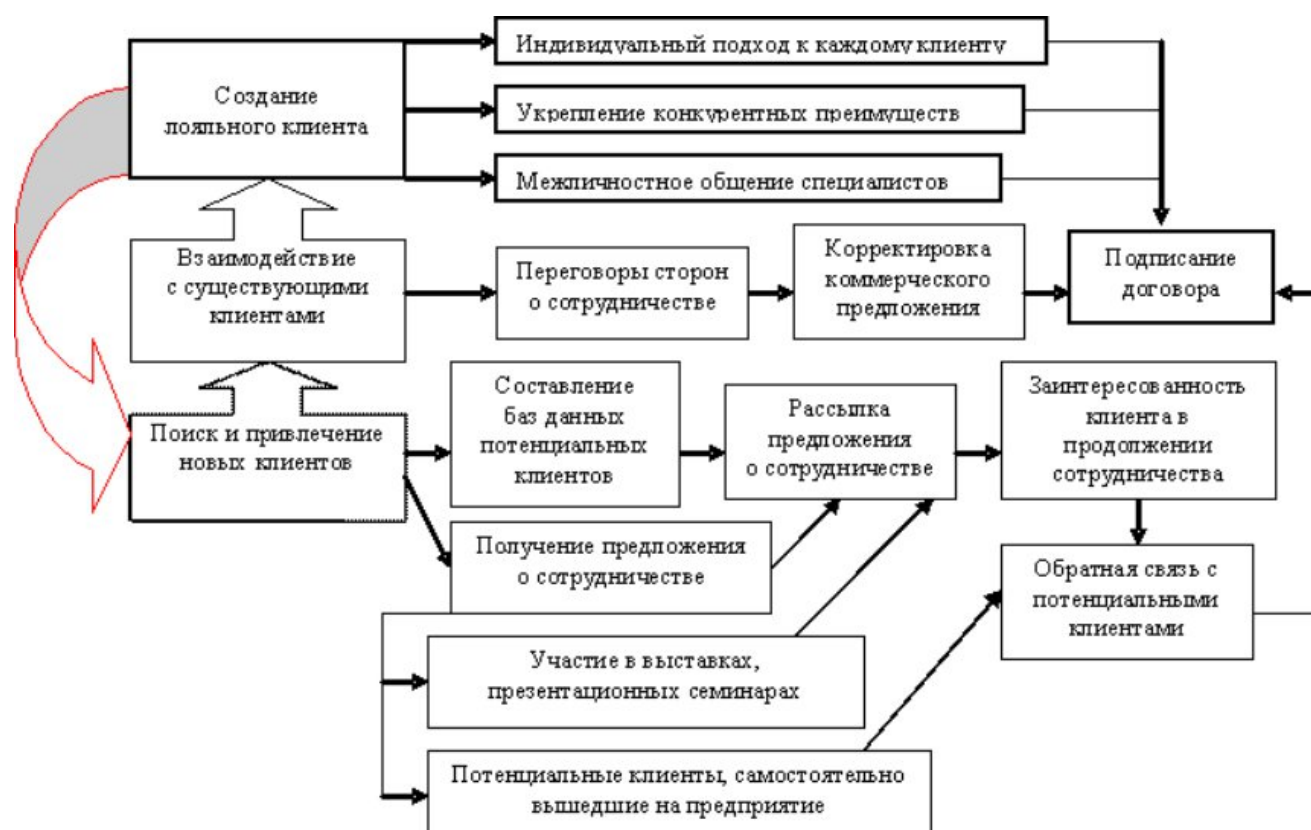 Создание
лояльного клиента
Индивидуальный подход к каждому клиенту
Укрепление конкурентных преимуществ
Межличностное общение специалистов
Взаимодействие
с существующими
клиентами
Переговоры сторон
о сотрудничестве
Корректировка
коммерческого
предложения
Подписание
договора
Поиск и привлечение
новых клиентов
Составление
баз данных
потенциальных
клиентов
Рассылка
предложения
о сотрудничестве
Заинтересованность
клиента в
продолжении
сотрудничества
Получение предложения
о сотрудничестве
Обратная связь с
потенциальными
клиентами
Участие в выставках,
презентационных семинарах
Потенциальные клиенты, самостоятельно
вышедшие на предприятие